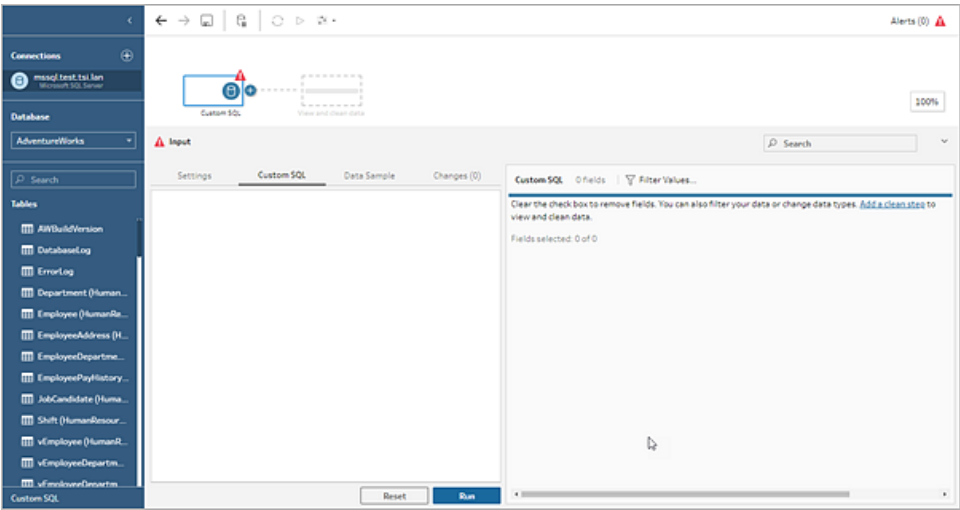 Alerts (0)
Connections
mssql.test.tsi.lan
Microsoft SQL Server
Database
AdventureWorks
Search
Tables
AWBuildVersion
DatabaseLog
ErrorLog
Department (Human...
Employee (HumanRe...
EmployeeAddress (H...
EmployeeDepartme...
EmployeePayHistory...
JobCandidate (Huma...
Shift (HumanResour...
vEmployee (HumanR...
vEmployeeDepartm...
vEmployeeDepartm
Custom SQL
Custom SQL
View and clean data
100%
Input
Search
Settings
Custom SQL
Data Sample
Changes (0)
Reset
Run
Custom SQL 0 fields Filter Values...
Clear the check box to remove fields. You can also filter your data or change data types. Add a clean step to
view and clean data.
Fields selected: 0 of 0